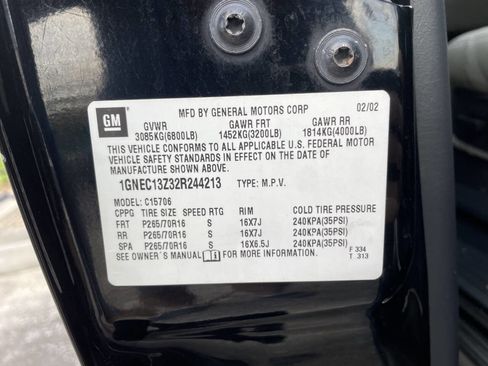 GM
MFD BY GENERAL MOTORS CORP 02/02
GVWR GAWR FRT GAWR RR
3085KG(6800LB) 1452KG(3200LB) 1814KG(4000LB)
THIS VEHICLE CONFORMS TO ALL APPLICABLE U.S. FEDERAL MOTOR
VEHICLE SAFETY STANDARDS IN EFFECT ON THE DATE OF
MANUFACTURE SHOWN ABOVE.
1GNEC13Z32R244213 TYPE: M.P.V.
MODEL: C15706
CPPG TIRE SIZE SPEED RTG RIM COLD TIRE PRESSURE
FRT P265/70R16 S 16X7J 240KPA(35PSI)
RR P265/70R16 S 16X7J 240KPA(35PSI)
SPA P265/70R16 S 16X6.5J 240KPA(35PSI)
SEE OWNER'S MANUAL FOR MORE INFORMATION. F 334
T 313